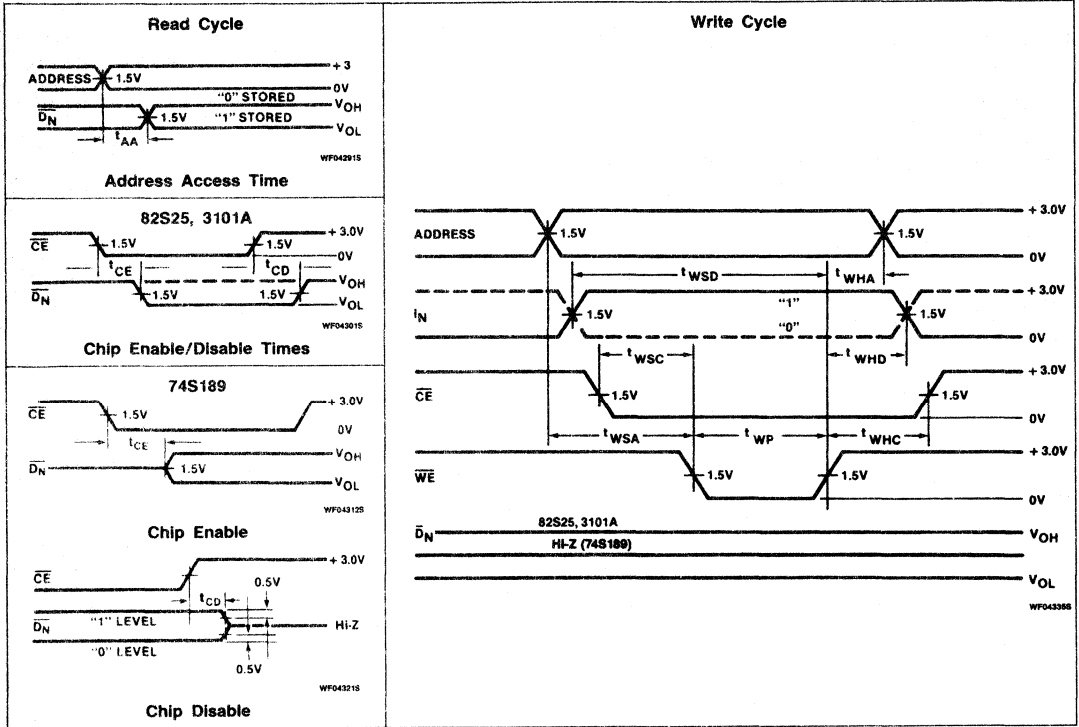 Read Cycle
ADDRESS
1.5V
+ 3
0V
"0" STORED
VOH
D̅N̅
1.5V
"1" STORED
VOL
tAA
WF04291S
Address Access Time
82S25, 3101A
C̅E̅
1.5V
1.5V
+ 3.0V
0V
tCE
tCD
VOH
D̅N̅
1.5V
1.5V
VOL
WF04301S
Chip Enable/Disable Times
74S189
C̅E̅
1.5V
+ 3.0V
0V
tCE
VOH
D̅N̅
1.5V
VOL
WF04312S
Chip Enable
+ 3.0V
C̅E̅
0.5V
tCD
D̅N̅
"1" LEVEL
Hi-Z
"0" LEVEL
0.5V
WF04321S
Chip Disable
Write Cycle
+ 3.0V
ADDRESS
1.5V
1.5V
0V
tWSD
tWHA
+ 3.0V
IN
1.5V
"1"
1.5V
"0"
0V
tWSC
tWHD
+ 3.0V
C̅E̅
1.5V
1.5V
0V
tWSA
tWP
tWHC
+ 3.0V
W̅E̅
1.5V
1.5V
0V
82S25, 3101A
D̅N
VOH
Hi-Z (74S189)
VOL
WF04335S